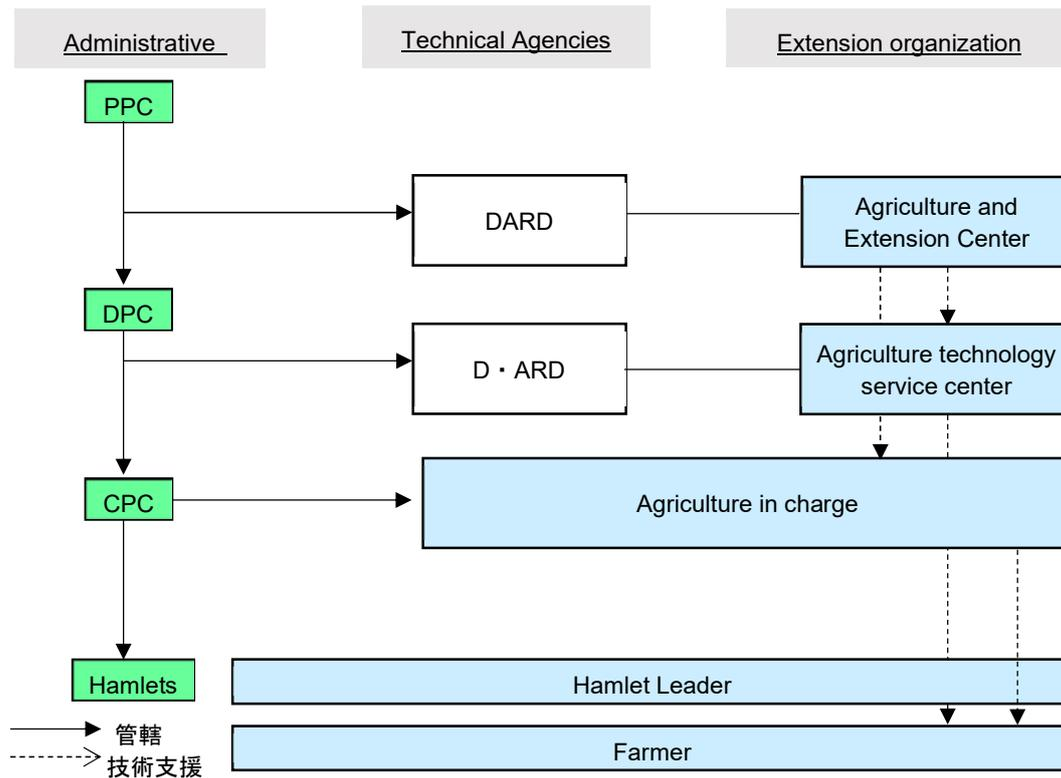 Administrative
Technical Agencies
Extension organization
PPC
DARD
Agriculture and
Extension Center
DPC
D・ARD
Agriculture technology
service center
CPC
Agriculture in charge
Hamlets
Hamlet Leader
管轄
技術支援
Farmer